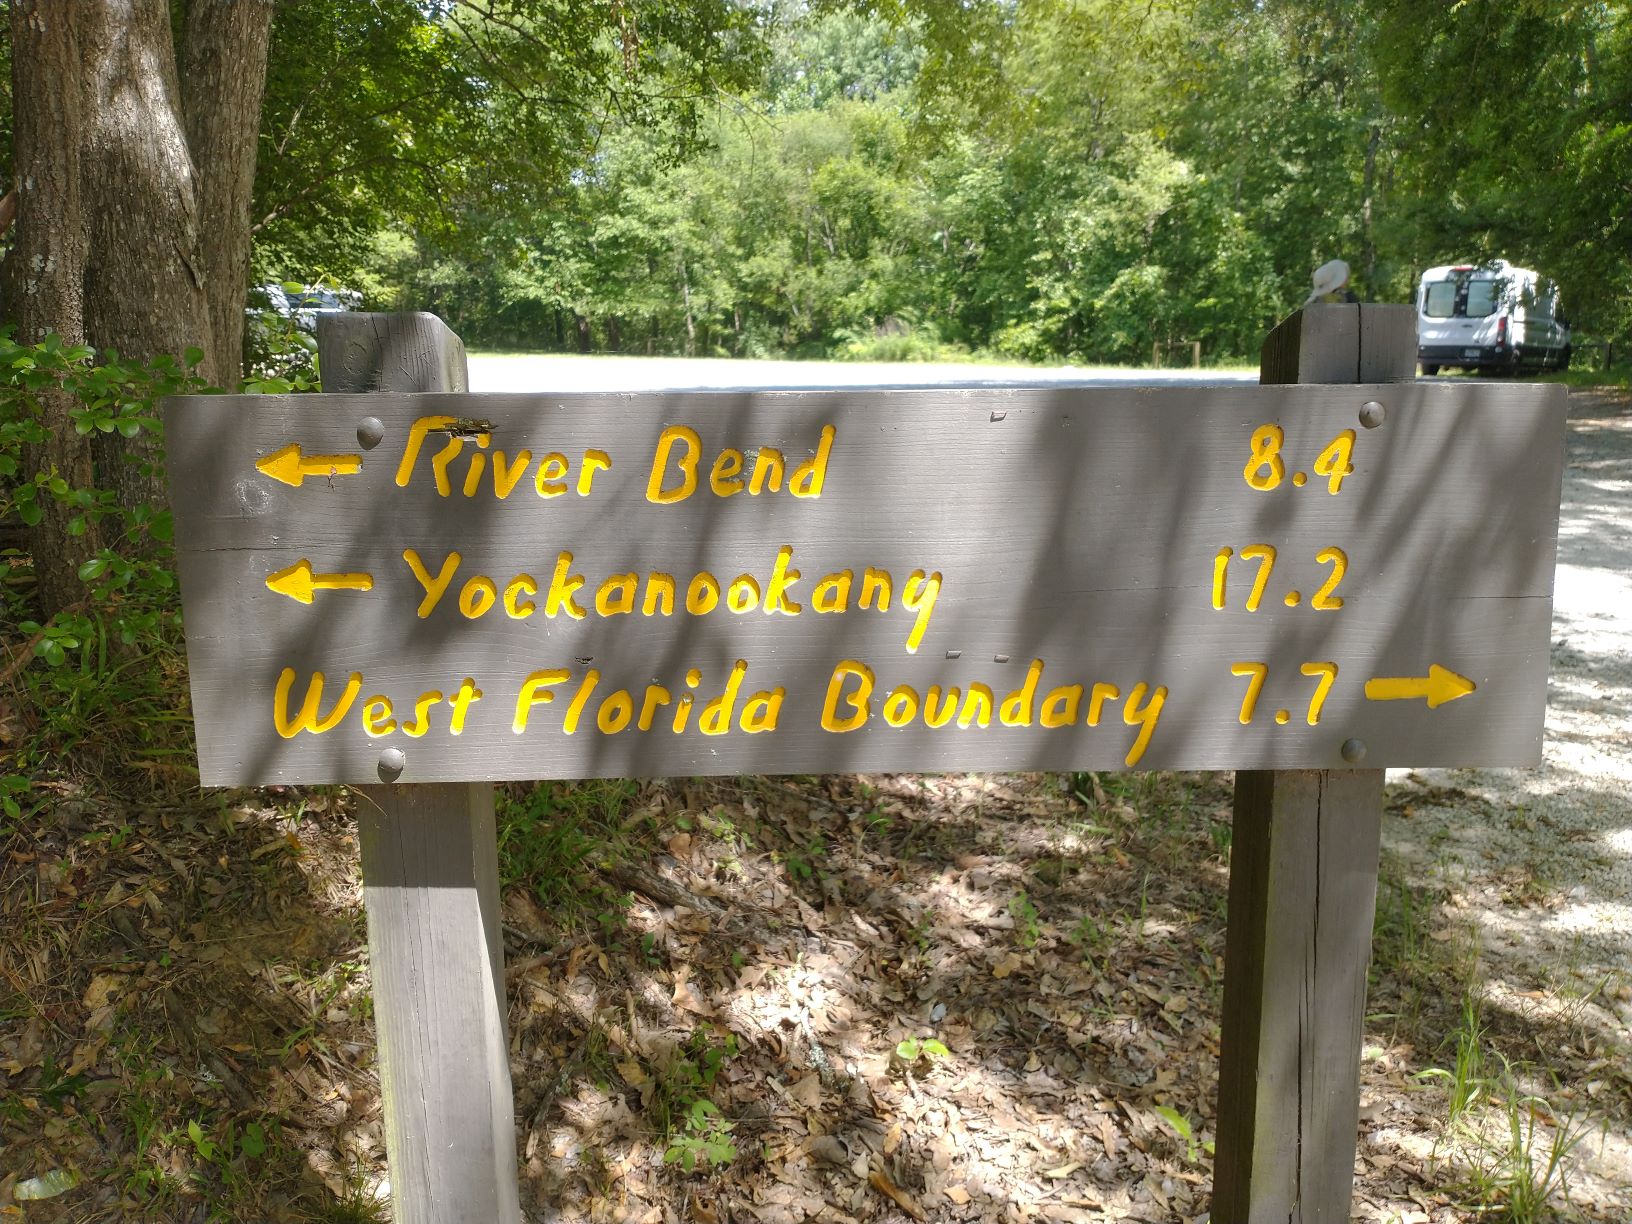 ← River Bend 8.4
← Yockanookany 17.2
West Florida Boundary 7.7 →